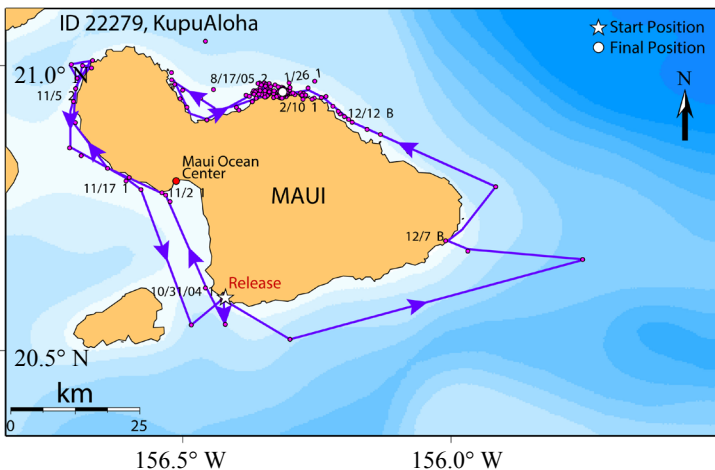 ID 22279, KupuAloha
Start Position
Final Position
N
21.0° N
8/17/05 2
1/26 1
11/5 2
2/10 1
12/12 B
Maui Ocean
Center
11/17 1
11/2 1
MAUI
12/7 B
Release
10/31/04
20.5° N
km
0 25
156.5° W
156.0° W